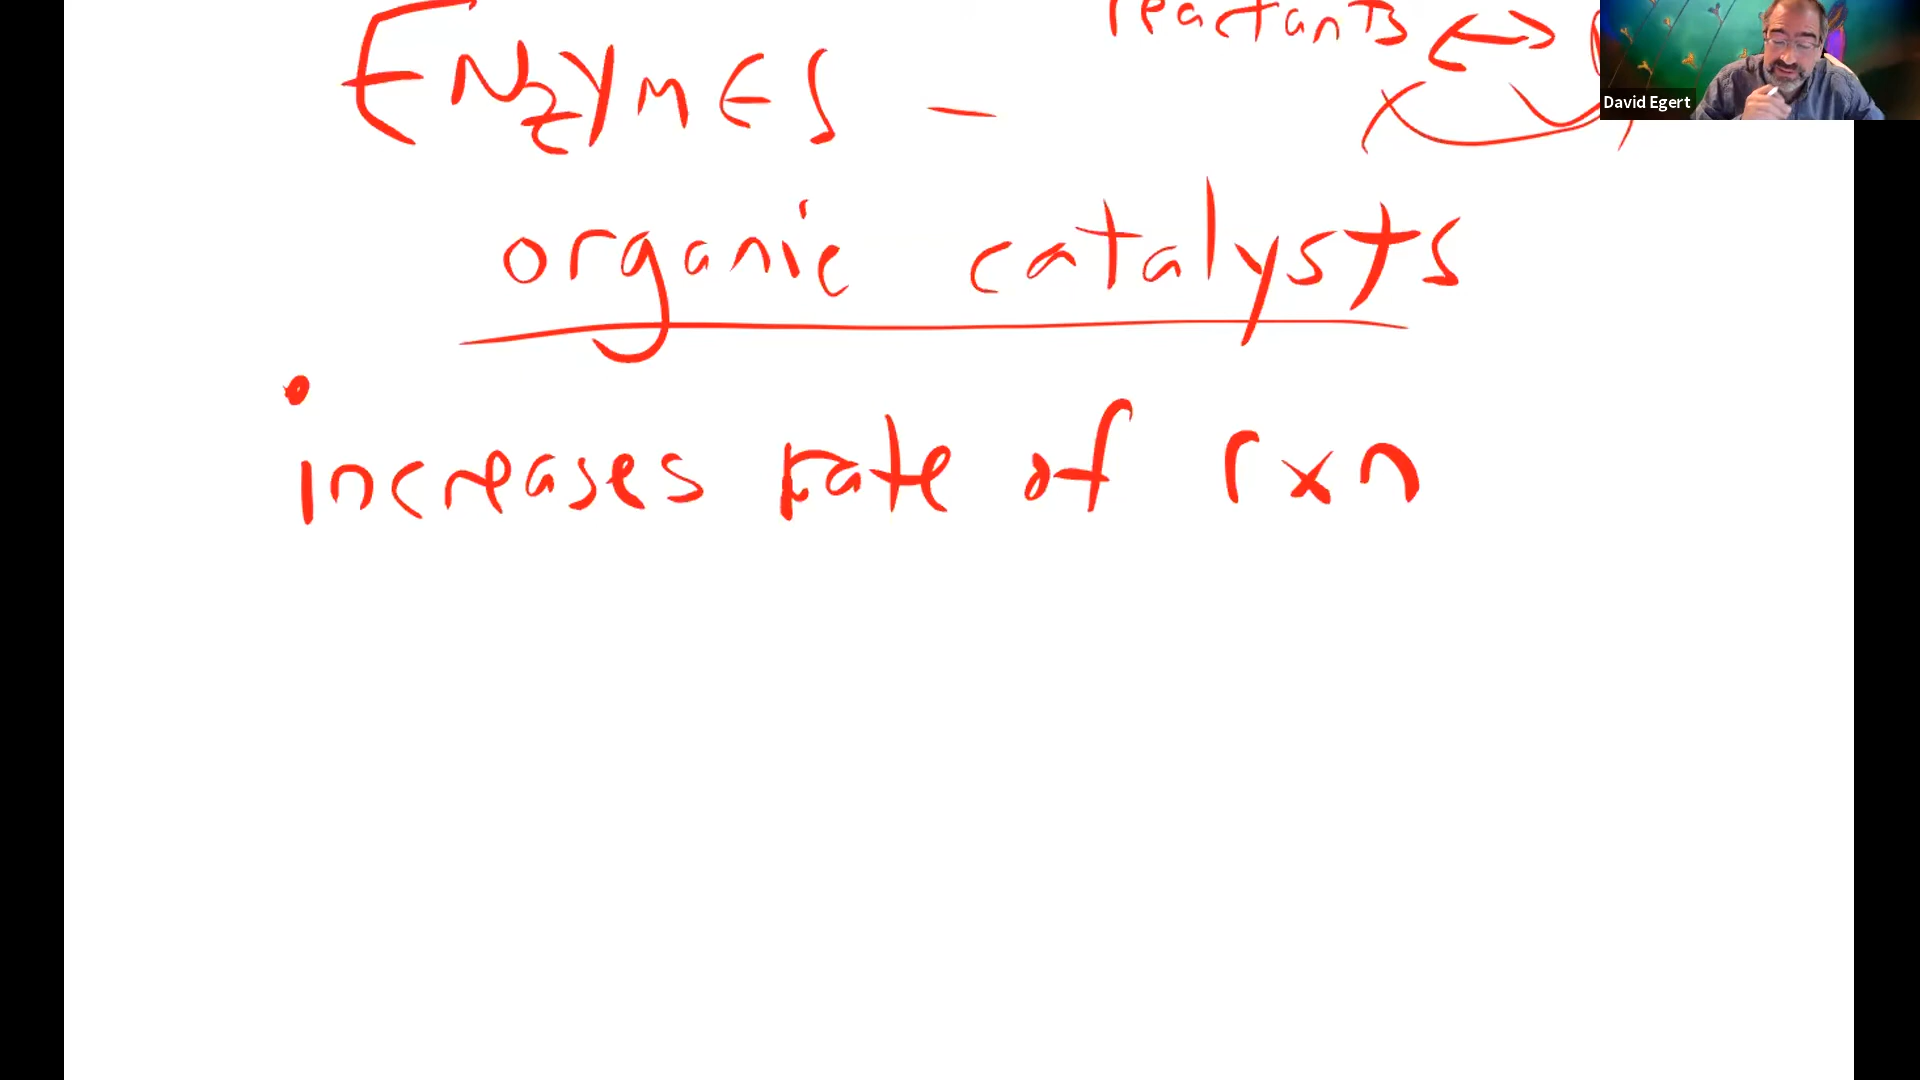 reactants ↔
ENZYMES —
David Egert
organic catalysts
• increases rate of rxn